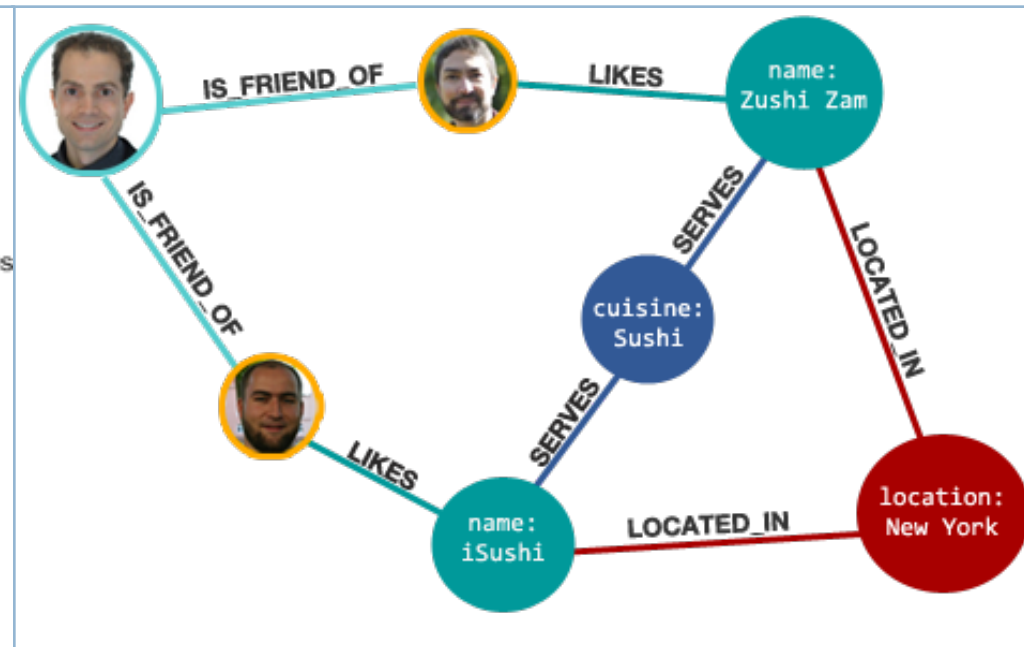 IS_FRIEND_OF
LIKES
name:
Zushi Zam
IS_FRIEND_OF
SERVES
LOCATED_IN
s
cuisine:
Sushi
SERVES
LIKES
name:
iSushi
LOCATED_IN
location:
New York